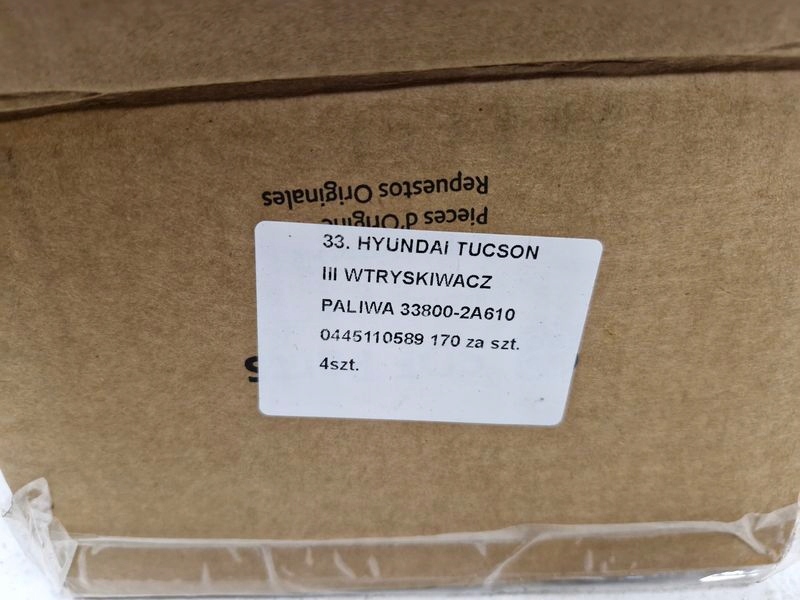 Repuestos Originales
Pieces d'Origine
33. HYUNDAI TUCSON
III WTRYSKIWACZ
PALIWA 33800-2A610
0445110589 170 za szt.
4szt.